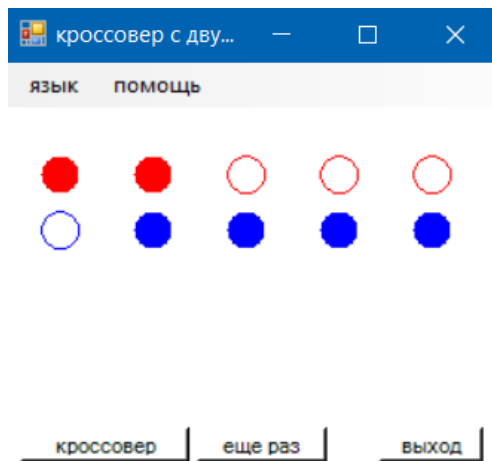 кроссовер с дву...
язык помощь
кроссовер еще раз выход